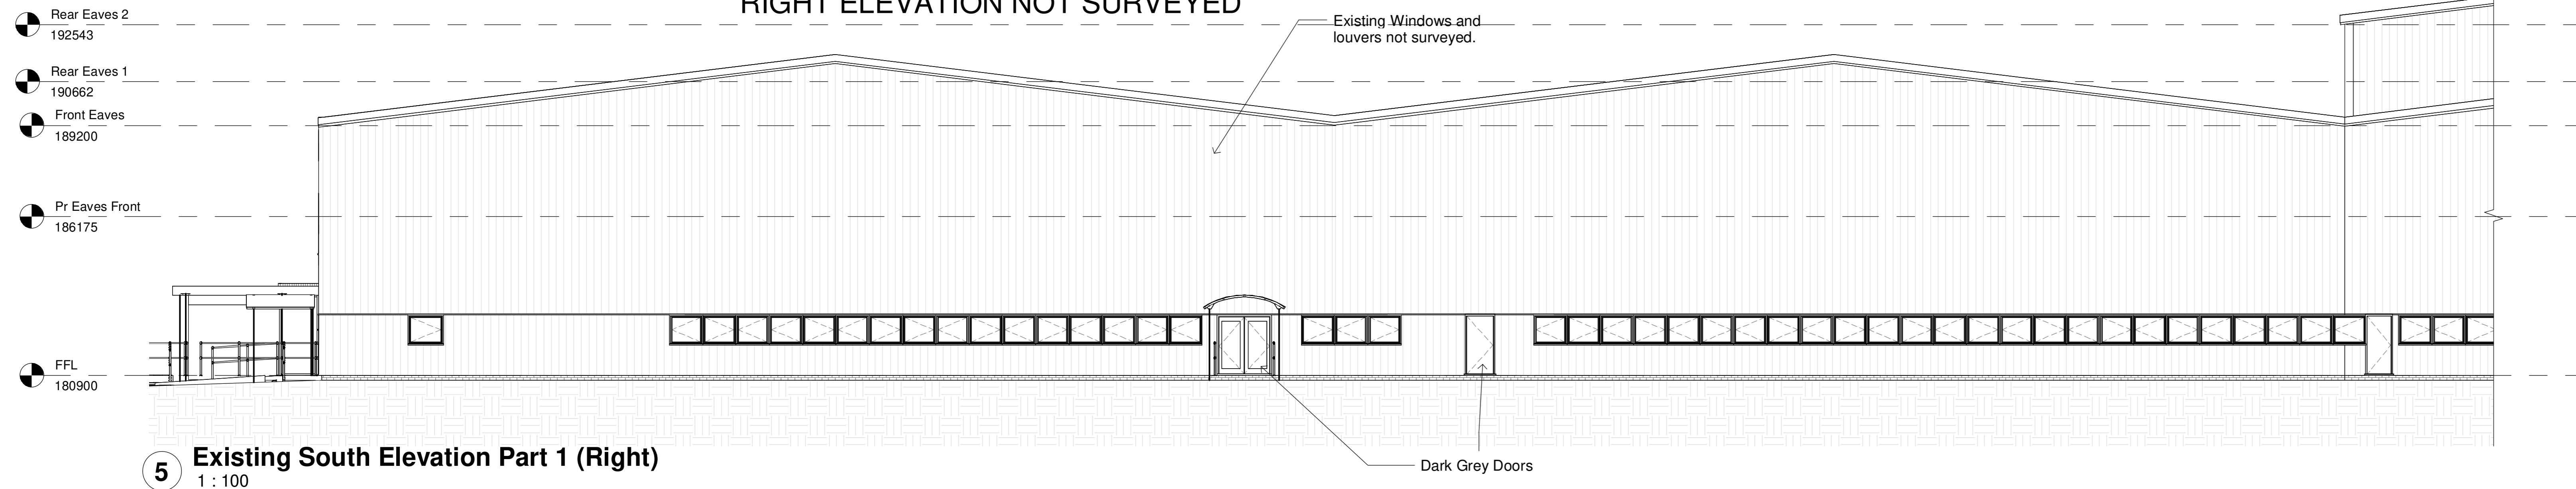 RIGHT ELEVATION NOT SURVEYED
Rear Eaves 2
192543
Existing Windows and
louvers not surveyed.
Rear Eaves 1
190662
Front Eaves
189200
Pr Eaves Front
186175
FFL
180900
5
Existing South Elevation Part 1 (Right)
1 : 100
Dark Grey Doors